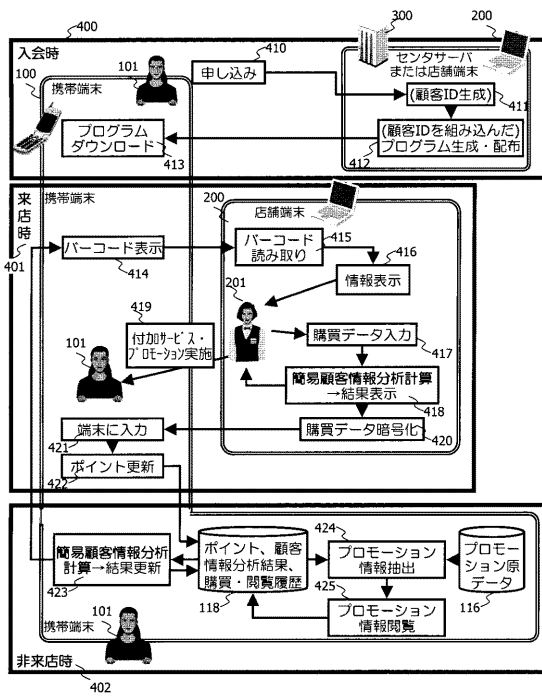 400
入会時
300
200
410
101
100
携帯端末
申し込み
センタサーバ
または店舗端末
(顧客ID生成)
411
プログラム
ダウンロード
413
(顧客IDを組み込んだ)
プログラム生成・配布
412
来店時
401
携帯端末
200
店舗端末
バーコード表示
414
バーコード
読み取り
415
416
情報表示
201
419
付加サービス・
プロモーション実施
101
購買データ入力
417
簡易顧客情報分析計算
→結果表示
418
端末に入力
421
購買データ暗号化
420
ポイント更新
422
簡易顧客情報分析
計算→結果更新
423
ポイント、顧客
情報分析結果、
購買・閲覧履歴
118
424
プロモーション
情報抽出
425
プロモーション
情報閲覧
プロモー
ション原
データ
116
101
携帯端末
非来店時
402